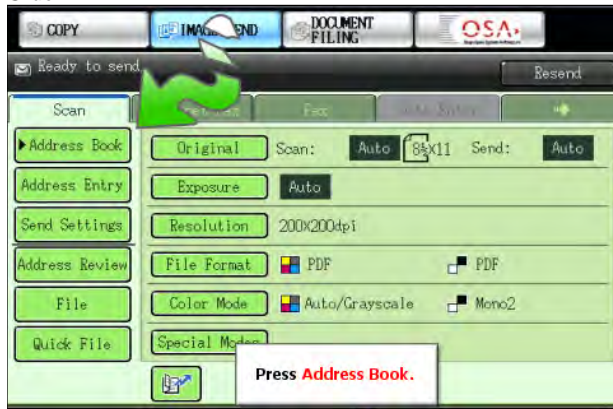 COPY
IMAGE SEND
DOCUMENT
FILING
OSA
Ready to send.
Resend
Scan
Fax
Address Book
Original Scan: Auto 8½X11 Send: Auto
Address Entry
Exposure Auto
Send Settings
Resolution 200X200dpi
Address Review
File Format PDF PDF
File
Color Mode Auto/Grayscale Mono2
Quick File
Special Modes
Press Address Book.